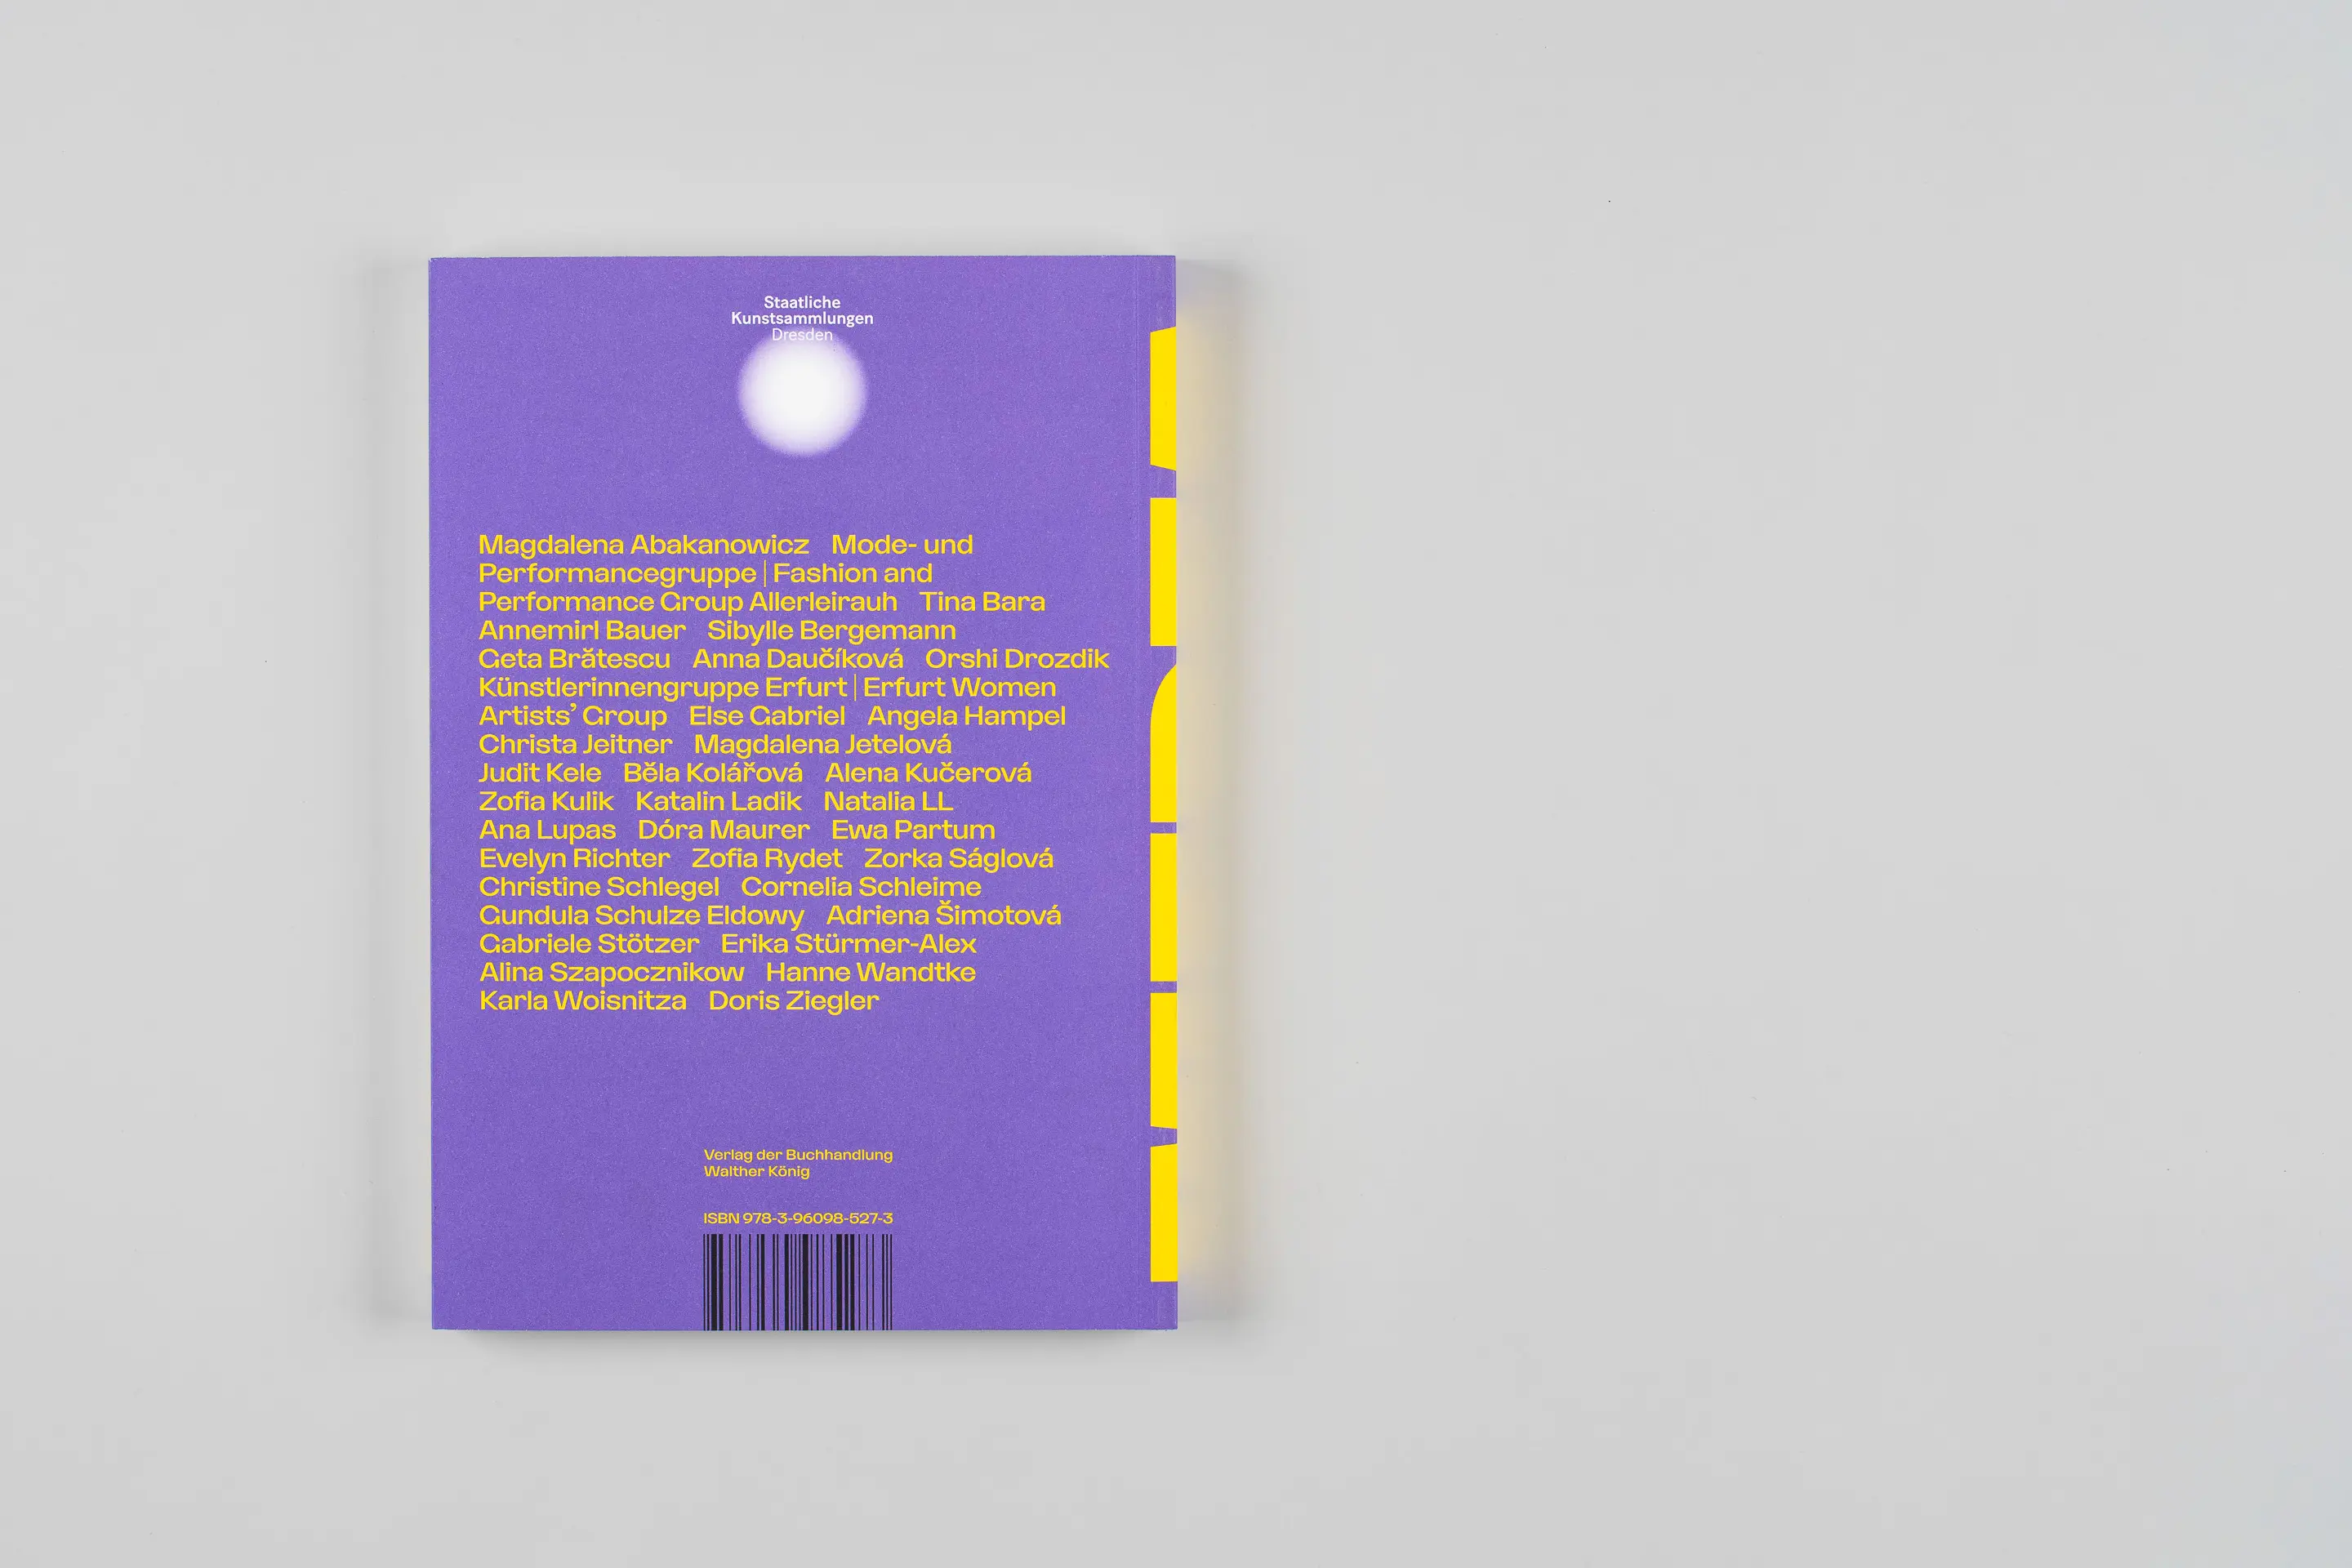 Staatliche
Kunstsammlungen
Dresden
Magdalena Abakanowicz Mode- und
Performancegruppe | Fashion and
Performance Group Allerleirauh Tina Bara
Annemirl Bauer Sibylle Bergemann
Geta Brătescu Anna Daučíková Orshi Drozdik
Künstlerinnengruppe Erfurt | Erfurt Women
Artists’ Group Else Gabriel Angela Hampel
Christa Jeitner Magdalena Jetelová
Judit Kele Běla Kolářová Alena Kučerová
Zofia Kulik Katalin Ladik Natalia LL
Ana Lupas Dóra Maurer Ewa Partum
Evelyn Richter Zofia Rydet Zorka Ságlová
Christine Schlegel Cornelia Schleime
Gundula Schulze Eldowy Adriena Šimotová
Gabriele Stötzer Erika Stürmer-Alex
Alina Szapocznikow Hanne Wandtke
Karla Woisnitza Doris Ziegler
Verlag der Buchhandlung
Walther König
ISBN 978-3-96098-527-3